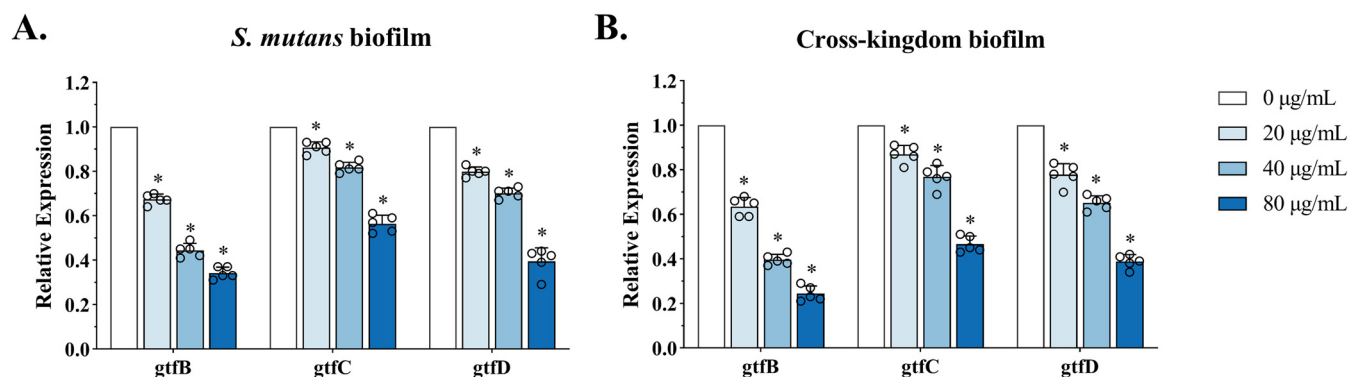 A.
S. mutans biofilm
Relative Expression
1.2
1.0
0.8
0.6
0.4
0.2
0.0
* * *
* * *
* * *
gtfB gtfC gtfD
B.
Cross-kingdom biofilm
Relative Expression
1.2
1.0
0.8
0.6
0.4
0.2
0.0
* * *
* * *
* * *
gtfB gtfC gtfD
0 μg/mL
20 μg/mL
40 μg/mL
80 μg/mL